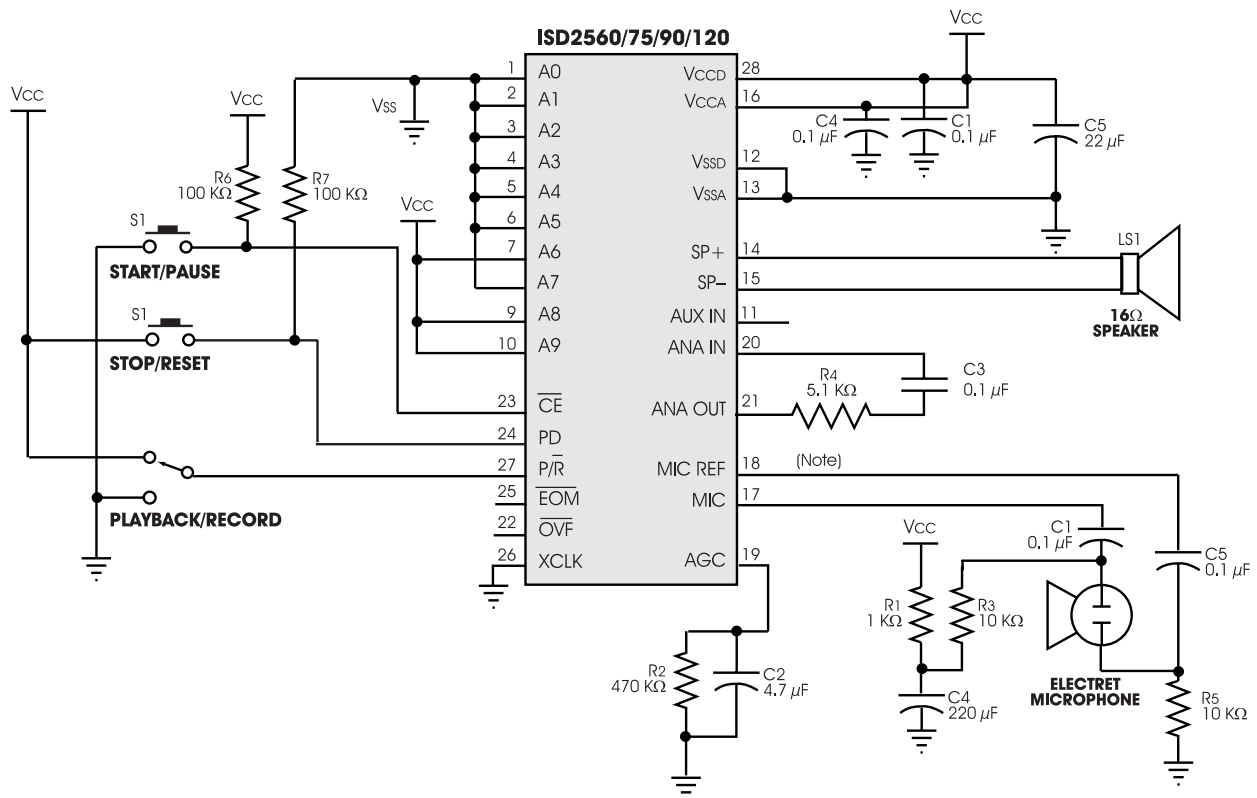 ISD2560/75/90/120
VCC
VCC
VCC
VCC
VSS
R6
100 KΩ
R7
100 KΩ
S1
START/PAUSE
S1
STOP/RESET
PLAYBACK/RECORD
1 A0
2 A1
3 A2
4 A3
5 A4
6 A5
7 A6
A7
9 A8
10 A9
23 C̅E̅
24 PD
27 P/R̅
25 E̅O̅M̅
22 O̅V̅F̅
26 XCLK
VCCD 28
VCCA 16
VSSD 12
VSSA 13
SP+ 14
SP– 15
AUX IN 11
ANA IN 20
ANA OUT 21
MIC REF 18
MIC 17
AGC 19
C4
0.1 µF
C1
0.1 µF
C5
22 µF
LS1
16Ω
SPEAKER
R4
5.1 KΩ
C3
0.1 µF
(Note)
VCC
C1
0.1 µF
C5
0.1 µF
R1
1 KΩ
R3
10 KΩ
C4
220 µF
ELECTRET
MICROPHONE
R5
10 KΩ
R2
470 KΩ
C2
4.7 µF